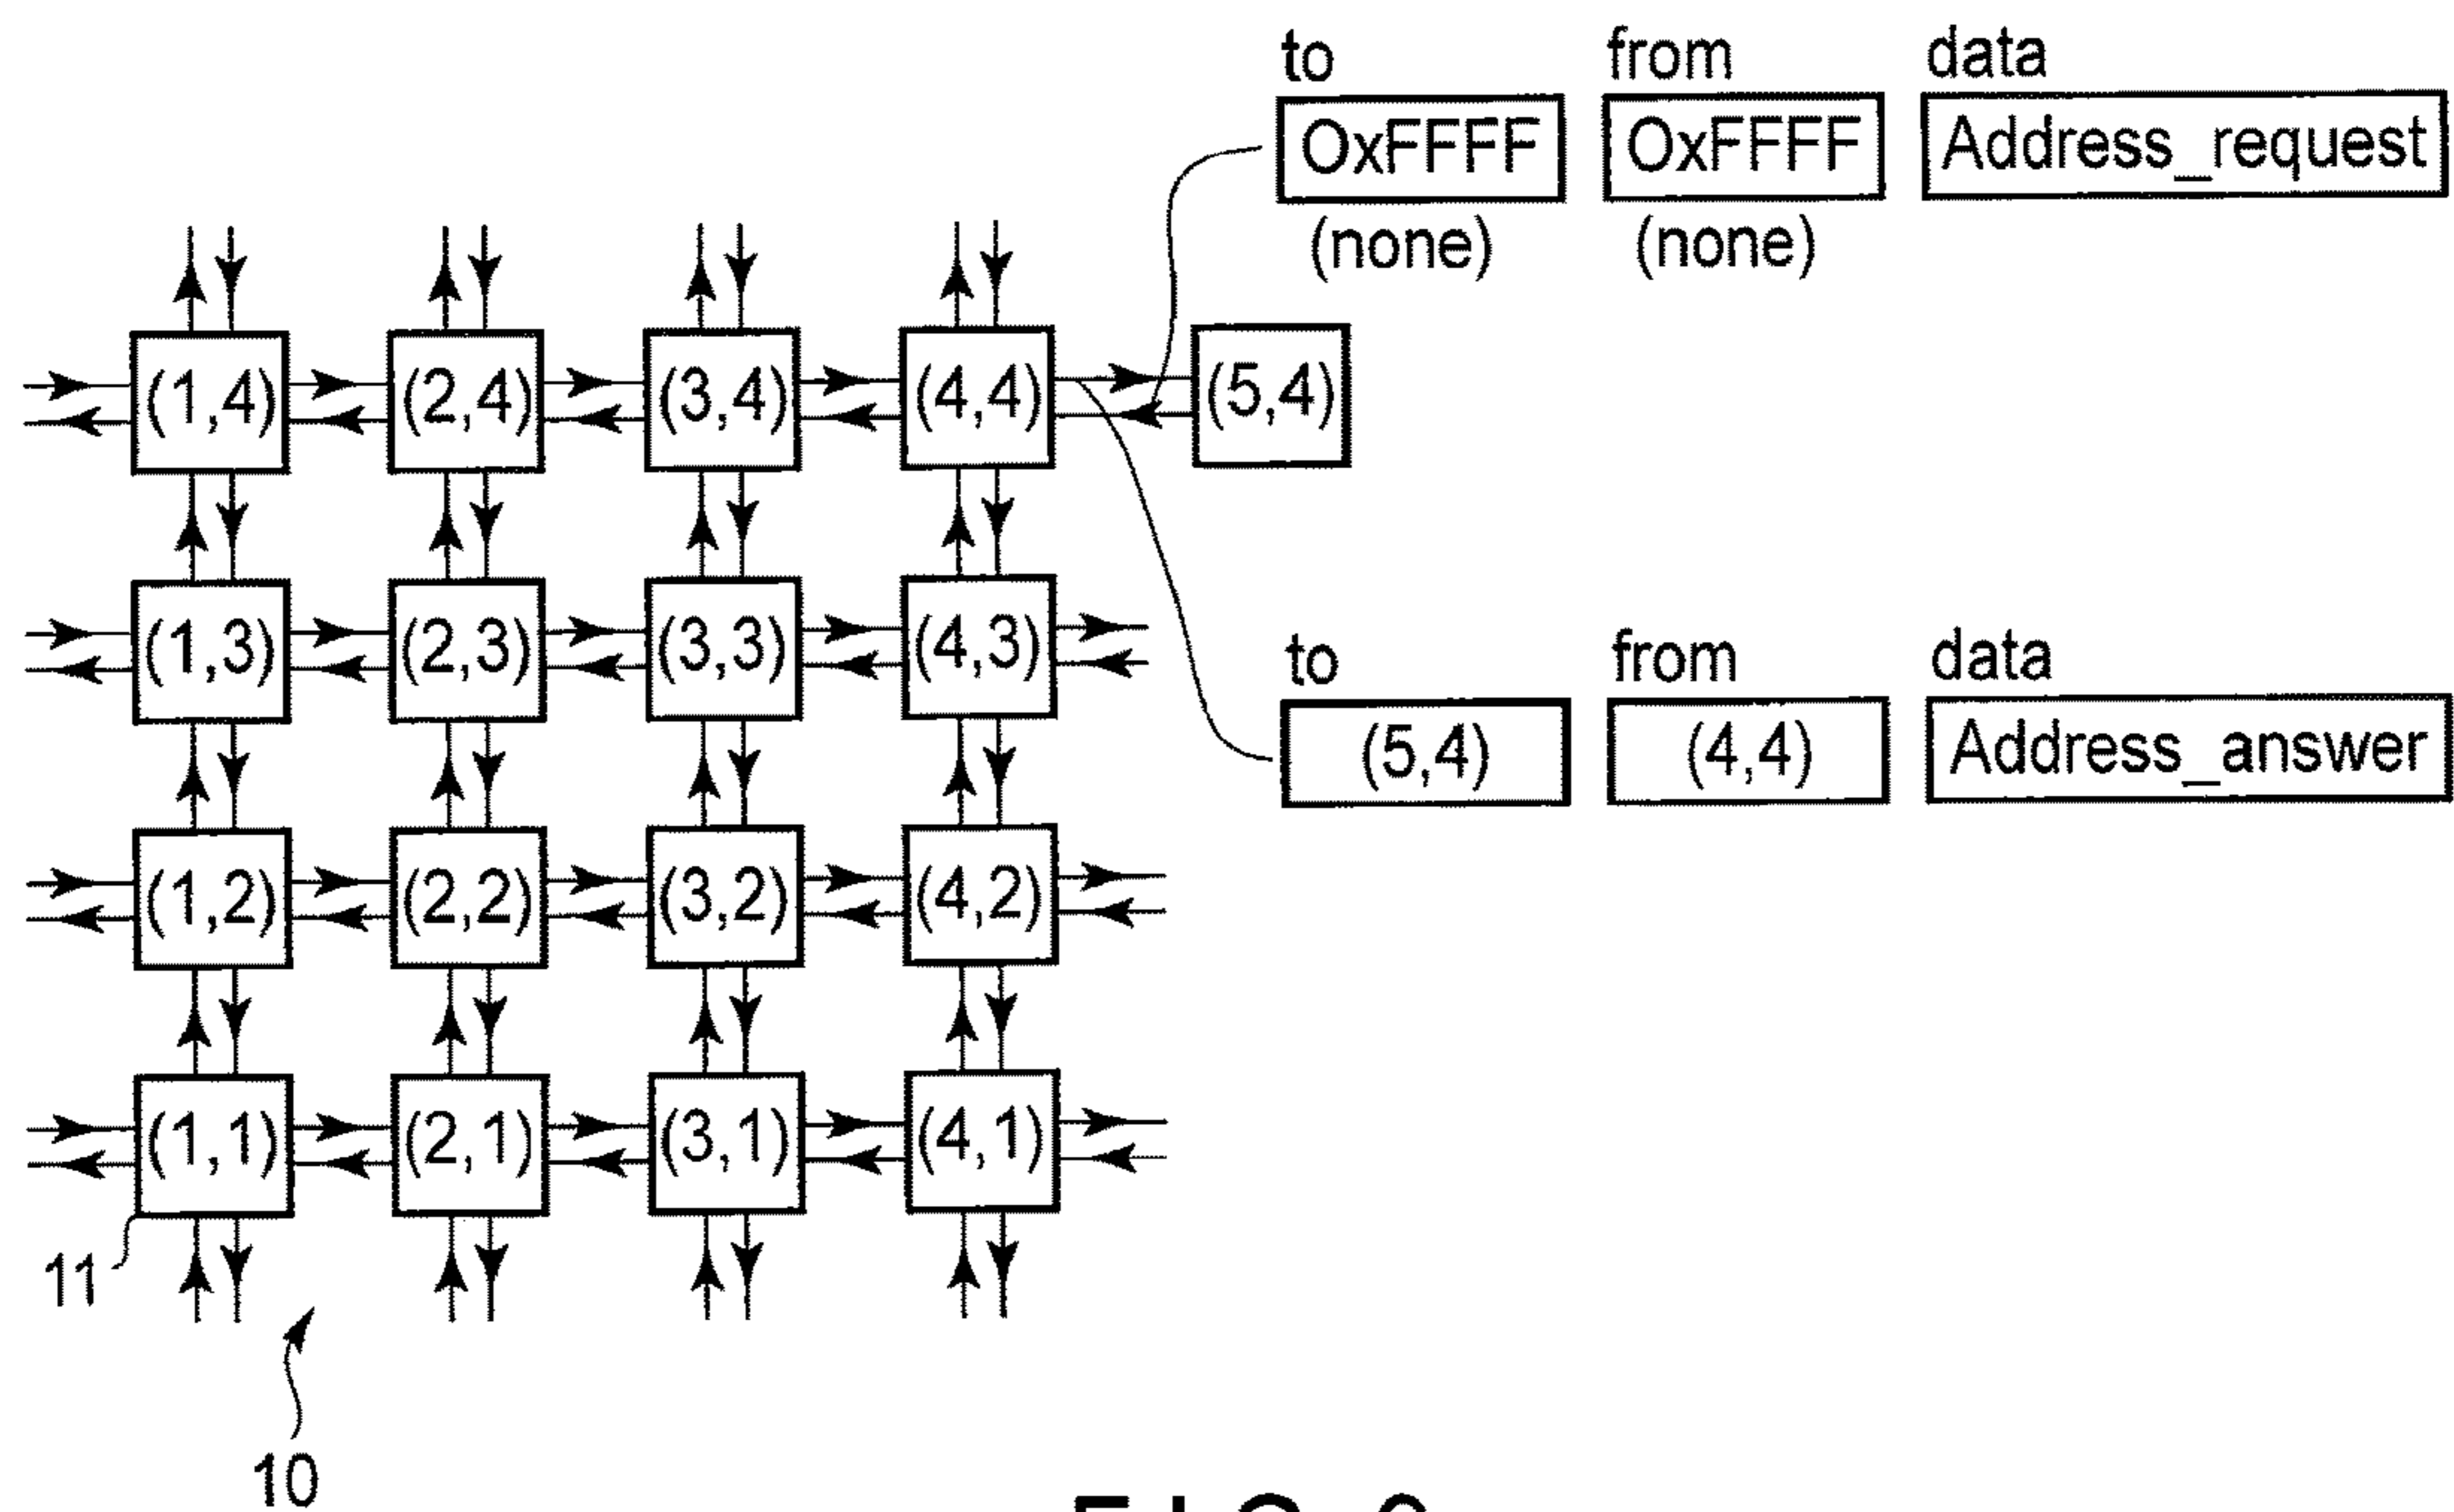 to from data
OxFFFF OxFFFF Address_request
(none) (none)
(1,4) (2,4) (3,4) (4,4) (5,4)
(1,3) (2,3) (3,3) (4,3)
to from data
(5,4) (4,4) Address_answer
(1,2) (2,2) (3,2) (4,2)
(1,1) (2,1) (3,1) (4,1)
11
10